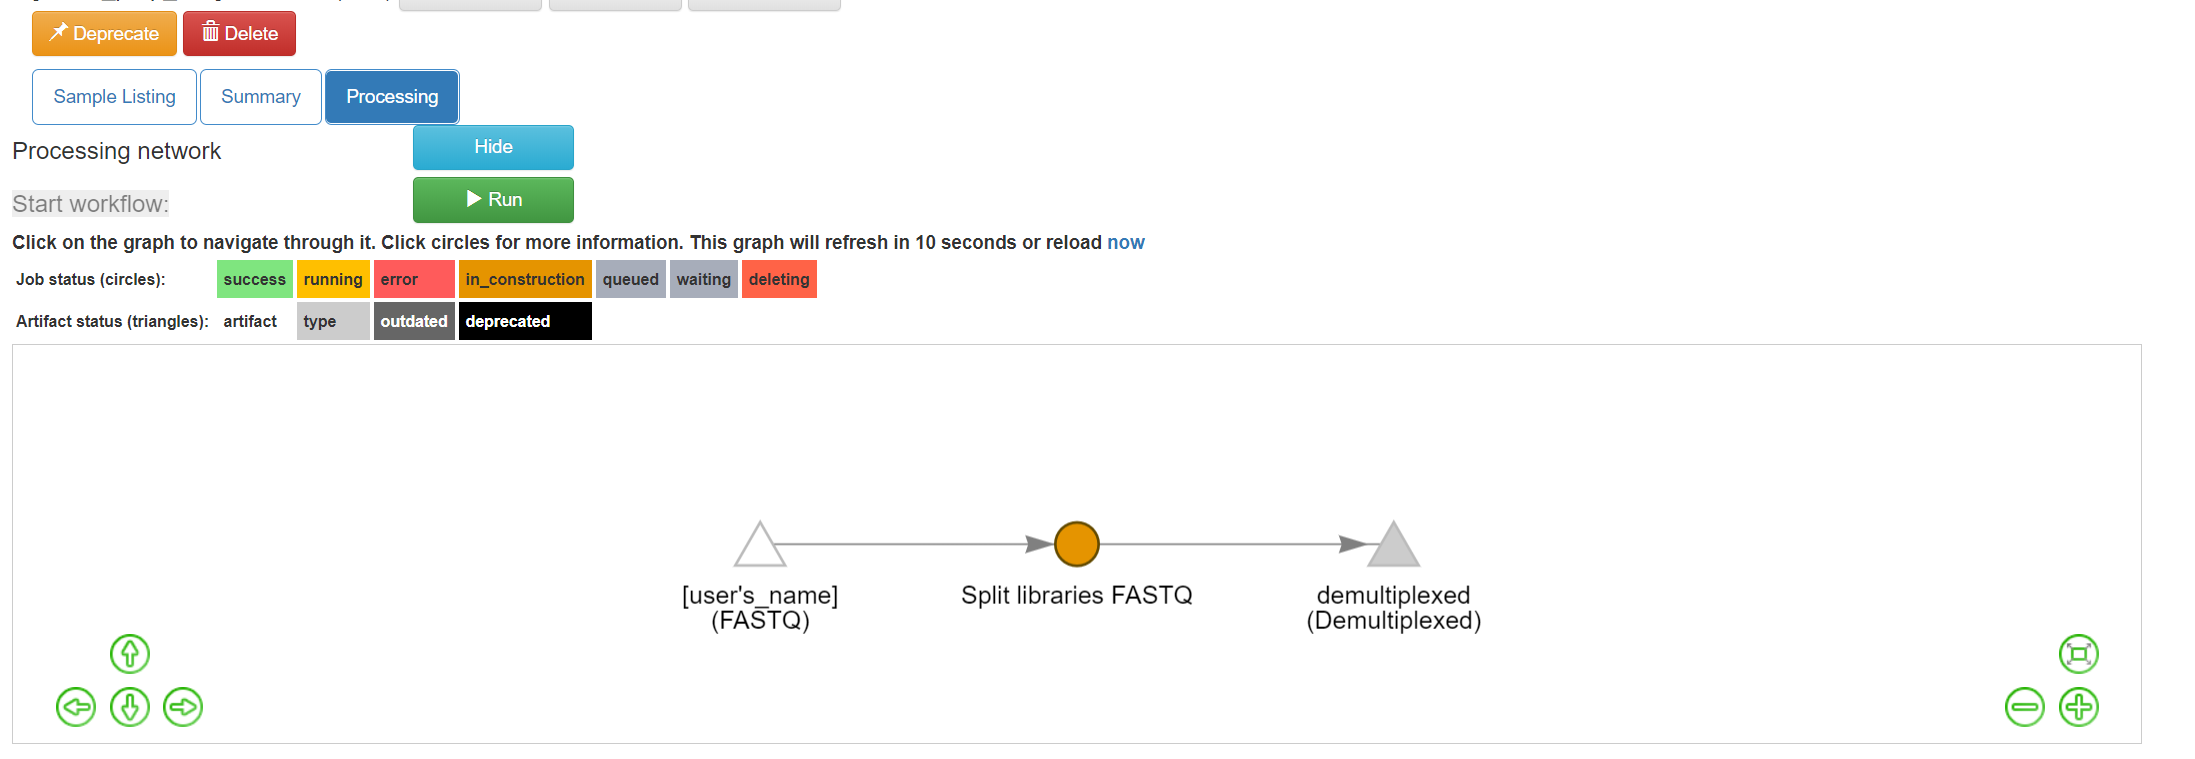 Deprecate Delete
Sample Listing Summary Processing
Processing network Hide
Start workflow: Run
Click on the graph to navigate through it. Click circles for more information. This graph will refresh in 10 seconds or reload now
Job status (circles): success running error in_construction queued waiting deleting
Artifact status (triangles): artifact type outdated deprecated
[user's_name] Split libraries FASTQ demultiplexed
(FASTQ) (Demultiplexed)